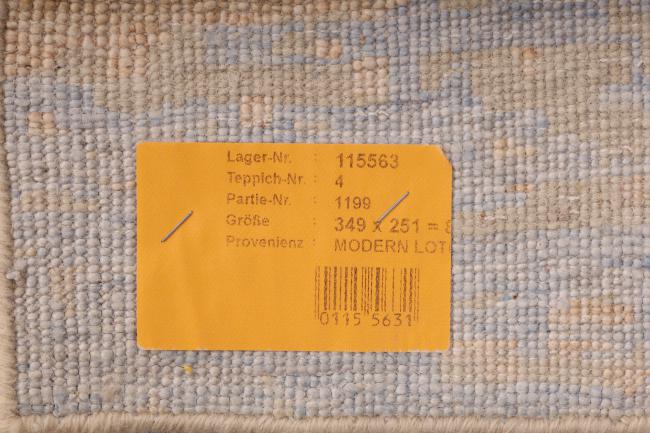 Lager-Nr. : 115563
Teppich-Nr. : 4
Partie-Nr. : 1199
Größe : 349 x 251 =
Provenienz : MODERN LOT
0115 5631